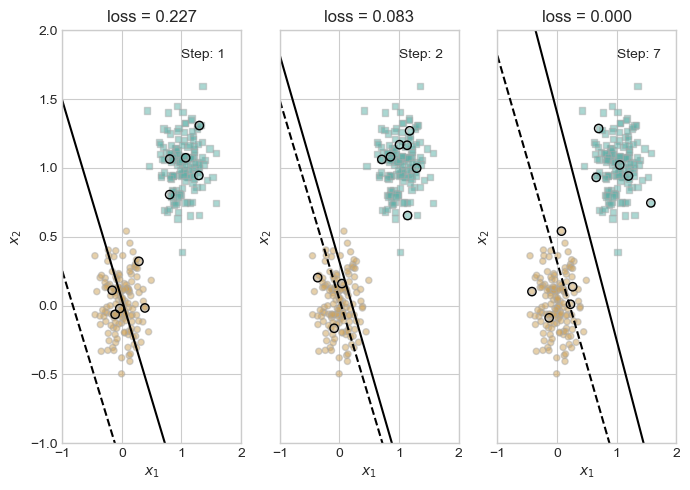 loss = 0.227
Step: 1
x₂
2.0
1.5
1.0
0.5
0.0
−0.5
−1.0
−1
0
1
2
x₁
loss = 0.083
Step: 2
x₂
−1
0
1
2
x₁
loss = 0.000
Step: 7
x₂
−1
0
1
2
x₁